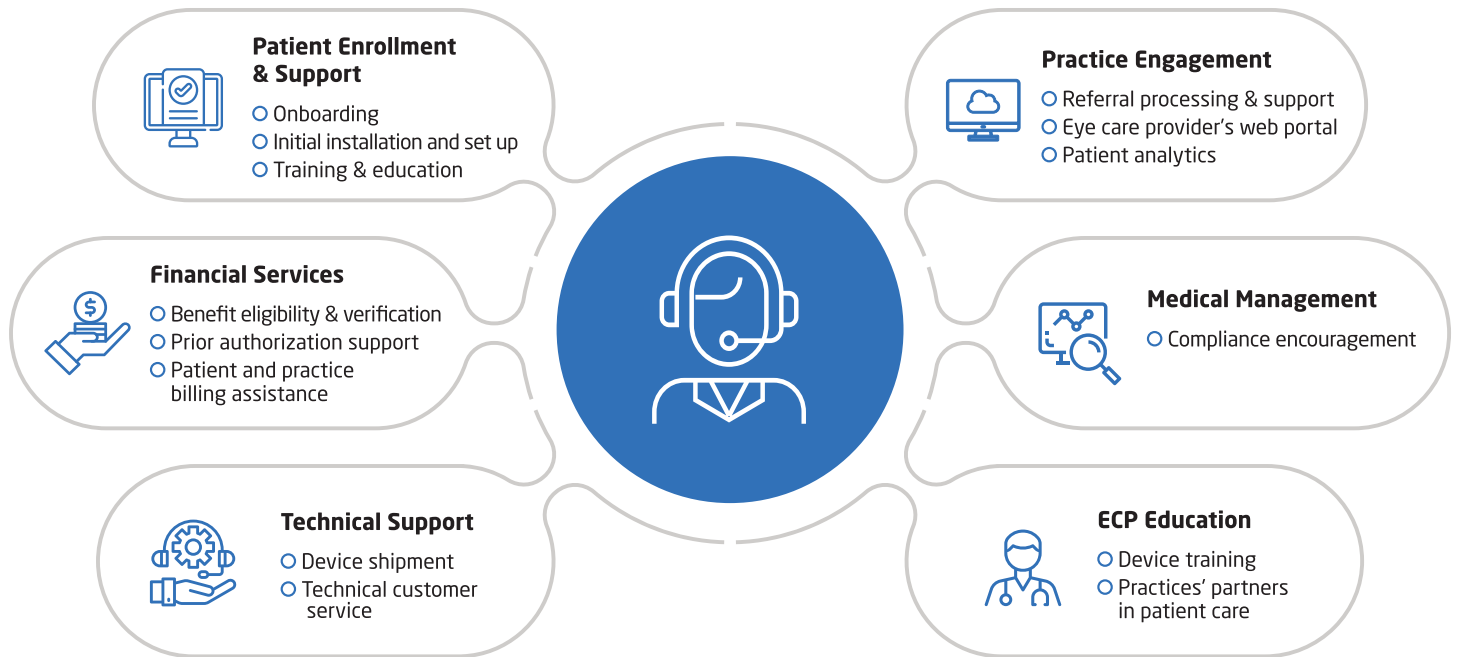 Patient Enrollment
& Support
Onboarding
Initial installation and set up
Training & education
Financial Services
Benefit eligibility & verification
Prior authorization support
Patient and practice
billing assistance
Technical Support
Device shipment
Technical customer
service
Practice Engagement
Referral processing & support
Eye care provider's web portal
Patient analytics
Medical Management
Compliance encouragement
ECP Education
Device training
Practices' partners
in patient care
$